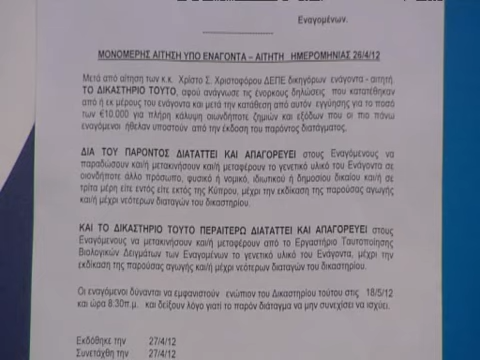 Εναγομένων.
ΜΟΝΟΜΕΡΗΣ ΑΙΤΗΣΗ ΥΠΟ ΕΝΑΓΟΝΤΑ – ΑΙΤΗΤΗ ΗΜΕΡΟΜΗΝΙΑΣ 26/4/12
Μετά από αίτηση των κ.κ. Χρίστο Σ. Χριστοφόρου ΔΕΠΕ δικηγόρων ενάγοντα - αιτητή.
ΤΟ ΔΙΚΑΣΤΗΡΙΟ ΤΟΥΤΟ, αφού ανάγνωσε τις ένορκους δηλώσεις που κατατέθηκαν
από ή εκ μέρους του ενάγοντα και μετά την κατάθεση από αυτόν εγγύησης για το ποσό
των €10.000 για πλήρη κάλυψη οιωνδήποτε ζημιών και εξόδων που οι πιο πάνω
εναγόμενοι ήθελαν υποστούν από την έκδοση του παρόντος διατάγματος.
ΔΙΑ ΤΟΥ ΠΑΡΟΝΤΟΣ ΔΙΑΤΑΤΤΕΙ ΚΑΙ ΑΠΑΓΟΡΕΥΕΙ στους Εναγόμενους να
παραδώσουν και/ή μετακινήσουν και/ή μεταφέρουν το γενετικό υλικό του Ενάγοντα σε
οιονδήποτε άλλο πρόσωπο, φυσικό ή νομικό, ιδιωτικού ή δημοσίου δικαίου και/ή σε
τρίτα μέρη είτε εντός είτε εκτός της Κύπρου, μέχρι την εκδίκαση της παρούσας αγωγής
και/ή μέχρι νεότερων διαταγών του δικαστηρίου.
ΚΑΙ ΤΟ ΔΙΚΑΣΤΗΡΙΟ ΤΟΥΤΟ ΠΕΡΑΙΤΕΡΩ ΔΙΑΤΑΤΤΕΙ ΚΑΙ ΑΠΑΓΟΡΕΥΕΙ στους
Εναγόμενους να μετακινήσουν και/ή μεταφέρουν από το Εργαστήριο Ταυτοποίησης
Βιολογικών Δειγμάτων των Εναγομένων το γενετικό υλικό του Ενάγοντα, μέχρι την
εκδίκαση της παρούσας αγωγής και/ή μέχρι νεότερων διαταγών του δικαστηρίου.
Οι εναγόμενοι δύνανται να εμφανιστούν ενώπιον του Δικαστηρίου τούτου στις 18/5/12
και ώρα 8:30π.μ. και δείξουν λόγο γιατί το παρόν διάταγμα να μην συνεχίσει να ισχύει.
Εκδόθηκε την 27/4/12
Συνετάχθη την 27/4/12